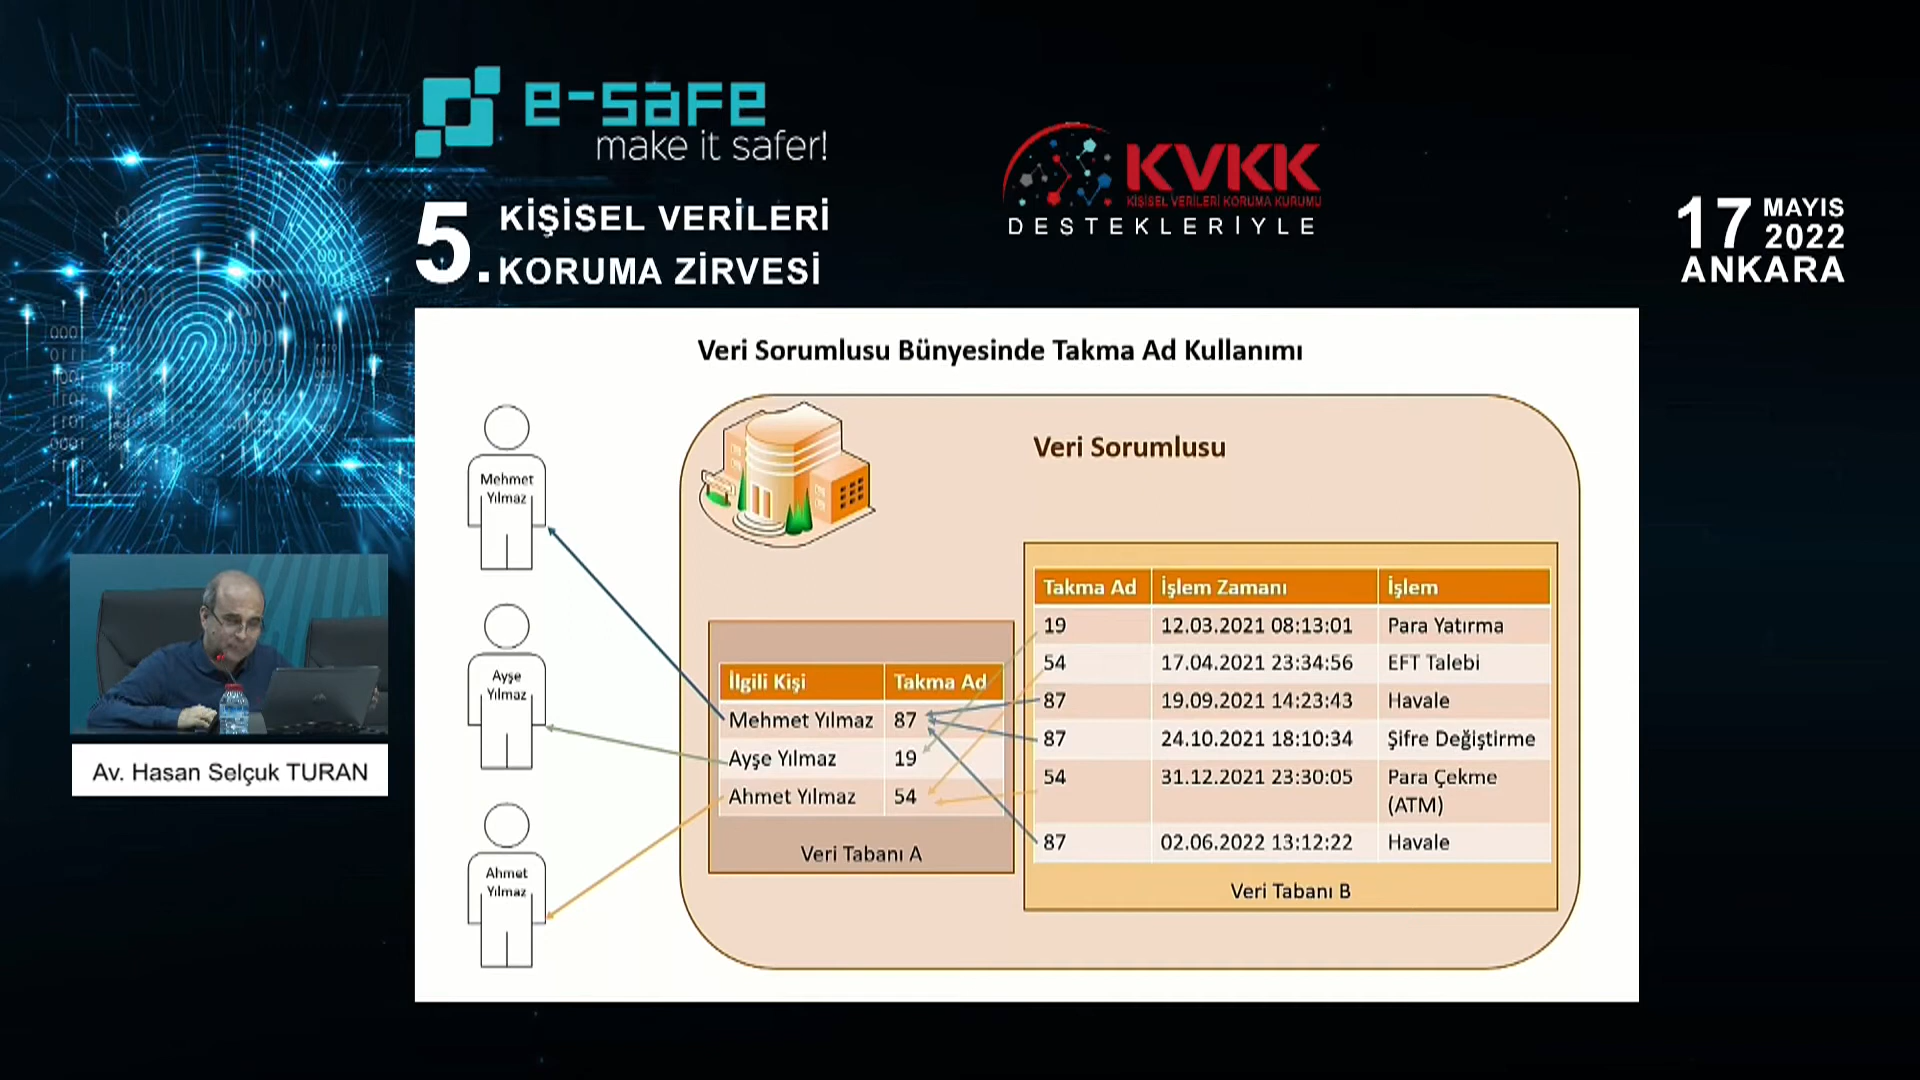 e-safe
make it safer!
5. KİŞİSEL VERİLERİ
KORUMA ZİRVESİ
KVKK
KİŞİSEL VERİLERİ KORUMA KURUMU
DESTEKLERİYLE
17 MAYIS
2022
ANKARA
Veri Sorumlusu Bünyesinde Takma Ad Kullanımı
Mehmet
Yılmaz
Ayşe
Yılmaz
Ahmet
Yılmaz
Veri Sorumlusu
İlgili Kişi Takma Ad
Mehmet Yılmaz 87
Ayşe Yılmaz 19
Ahmet Yılmaz 54
Veri Tabanı A
Takma Ad İşlem Zamanı İşlem
19 12.03.2021 08:13:01 Para Yatırma
54 17.04.2021 23:34:56 EFT Talebi
87 19.09.2021 14:23:43 Havale
87 24.10.2021 18:10:34 Şifre Değiştirme
54 31.12.2021 23:30:05 Para Çekme
(ATM)
87 02.06.2022 13:12:22 Havale
Veri Tabanı B
Av. Hasan Selçuk TURAN